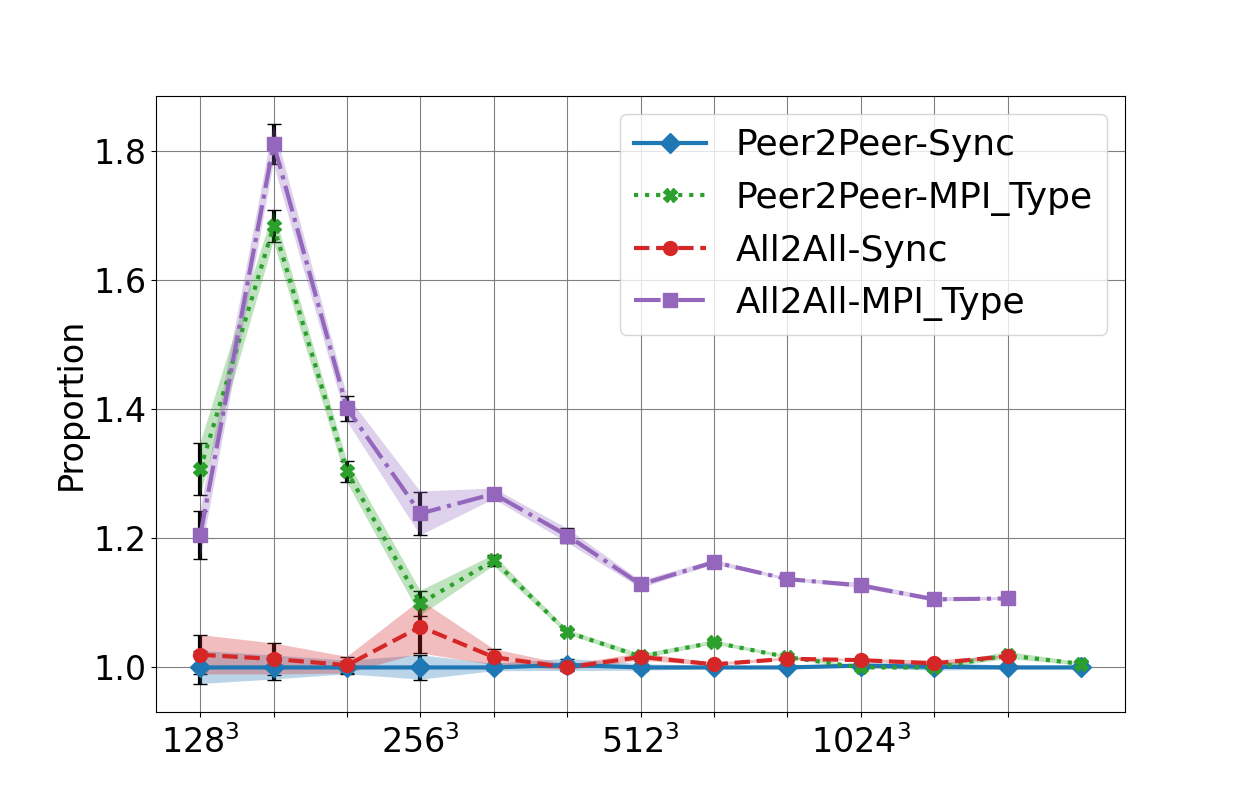 Peer2Peer-Sync
Peer2Peer-MPI_Type
All2All-Sync
All2All-MPI_Type
Proportion
1.8
1.6
1.4
1.2
1.0
128³
256³
512³
1024³